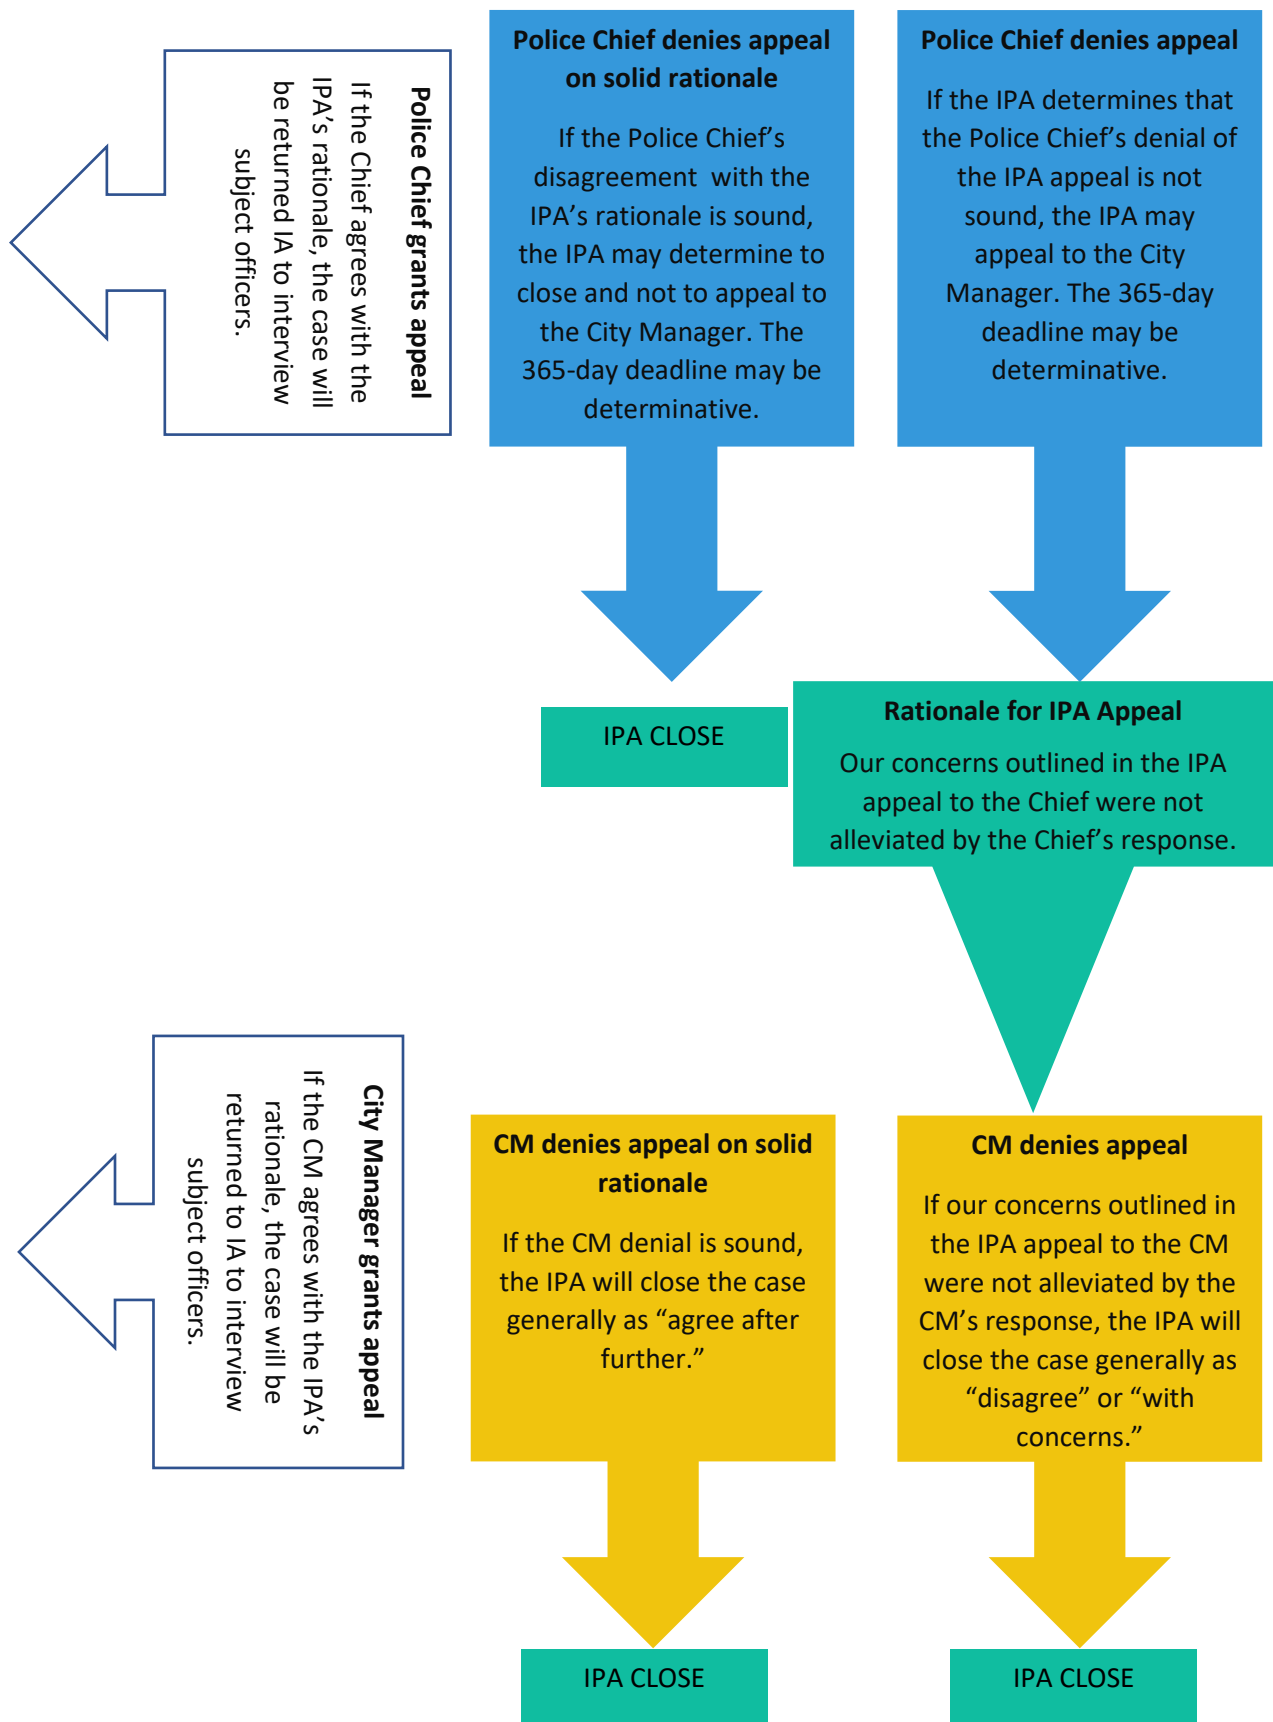 Police Chief grants appeal
If the Chief agrees with the
IPA’s rationale, the case will
be returned IA to interview
subject officers.
Police Chief denies appeal
on solid rationale
If the Police Chief’s
disagreement with the
IPA’s rationale is sound,
the IPA may determine to
close and not to appeal to
the City Manager. The
365-day deadline may be
determinative.
Police Chief denies appeal
If the IPA determines that
the Police Chief’s denial of
the IPA appeal is not
sound, the IPA may
appeal to the City
Manager. The 365-day
deadline may be
determinative.
IPA CLOSE
Rationale for IPA Appeal
Our concerns outlined in the IPA
appeal to the Chief were not
alleviated by the Chief’s response.
City Manager grants appeal
If the CM agrees with the IPA’s
rationale, the case will be
returned to IA to interview
subject officers.
CM denies appeal on solid
rationale
If the CM denial is sound,
the IPA will close the case
generally as “agree after
further.”
CM denies appeal
If our concerns outlined in
the IPA appeal to the CM
were not alleviated by the
CM’s response, the IPA will
close the case generally as
“disagree” or “with
concerns.”
IPA CLOSE
IPA CLOSE